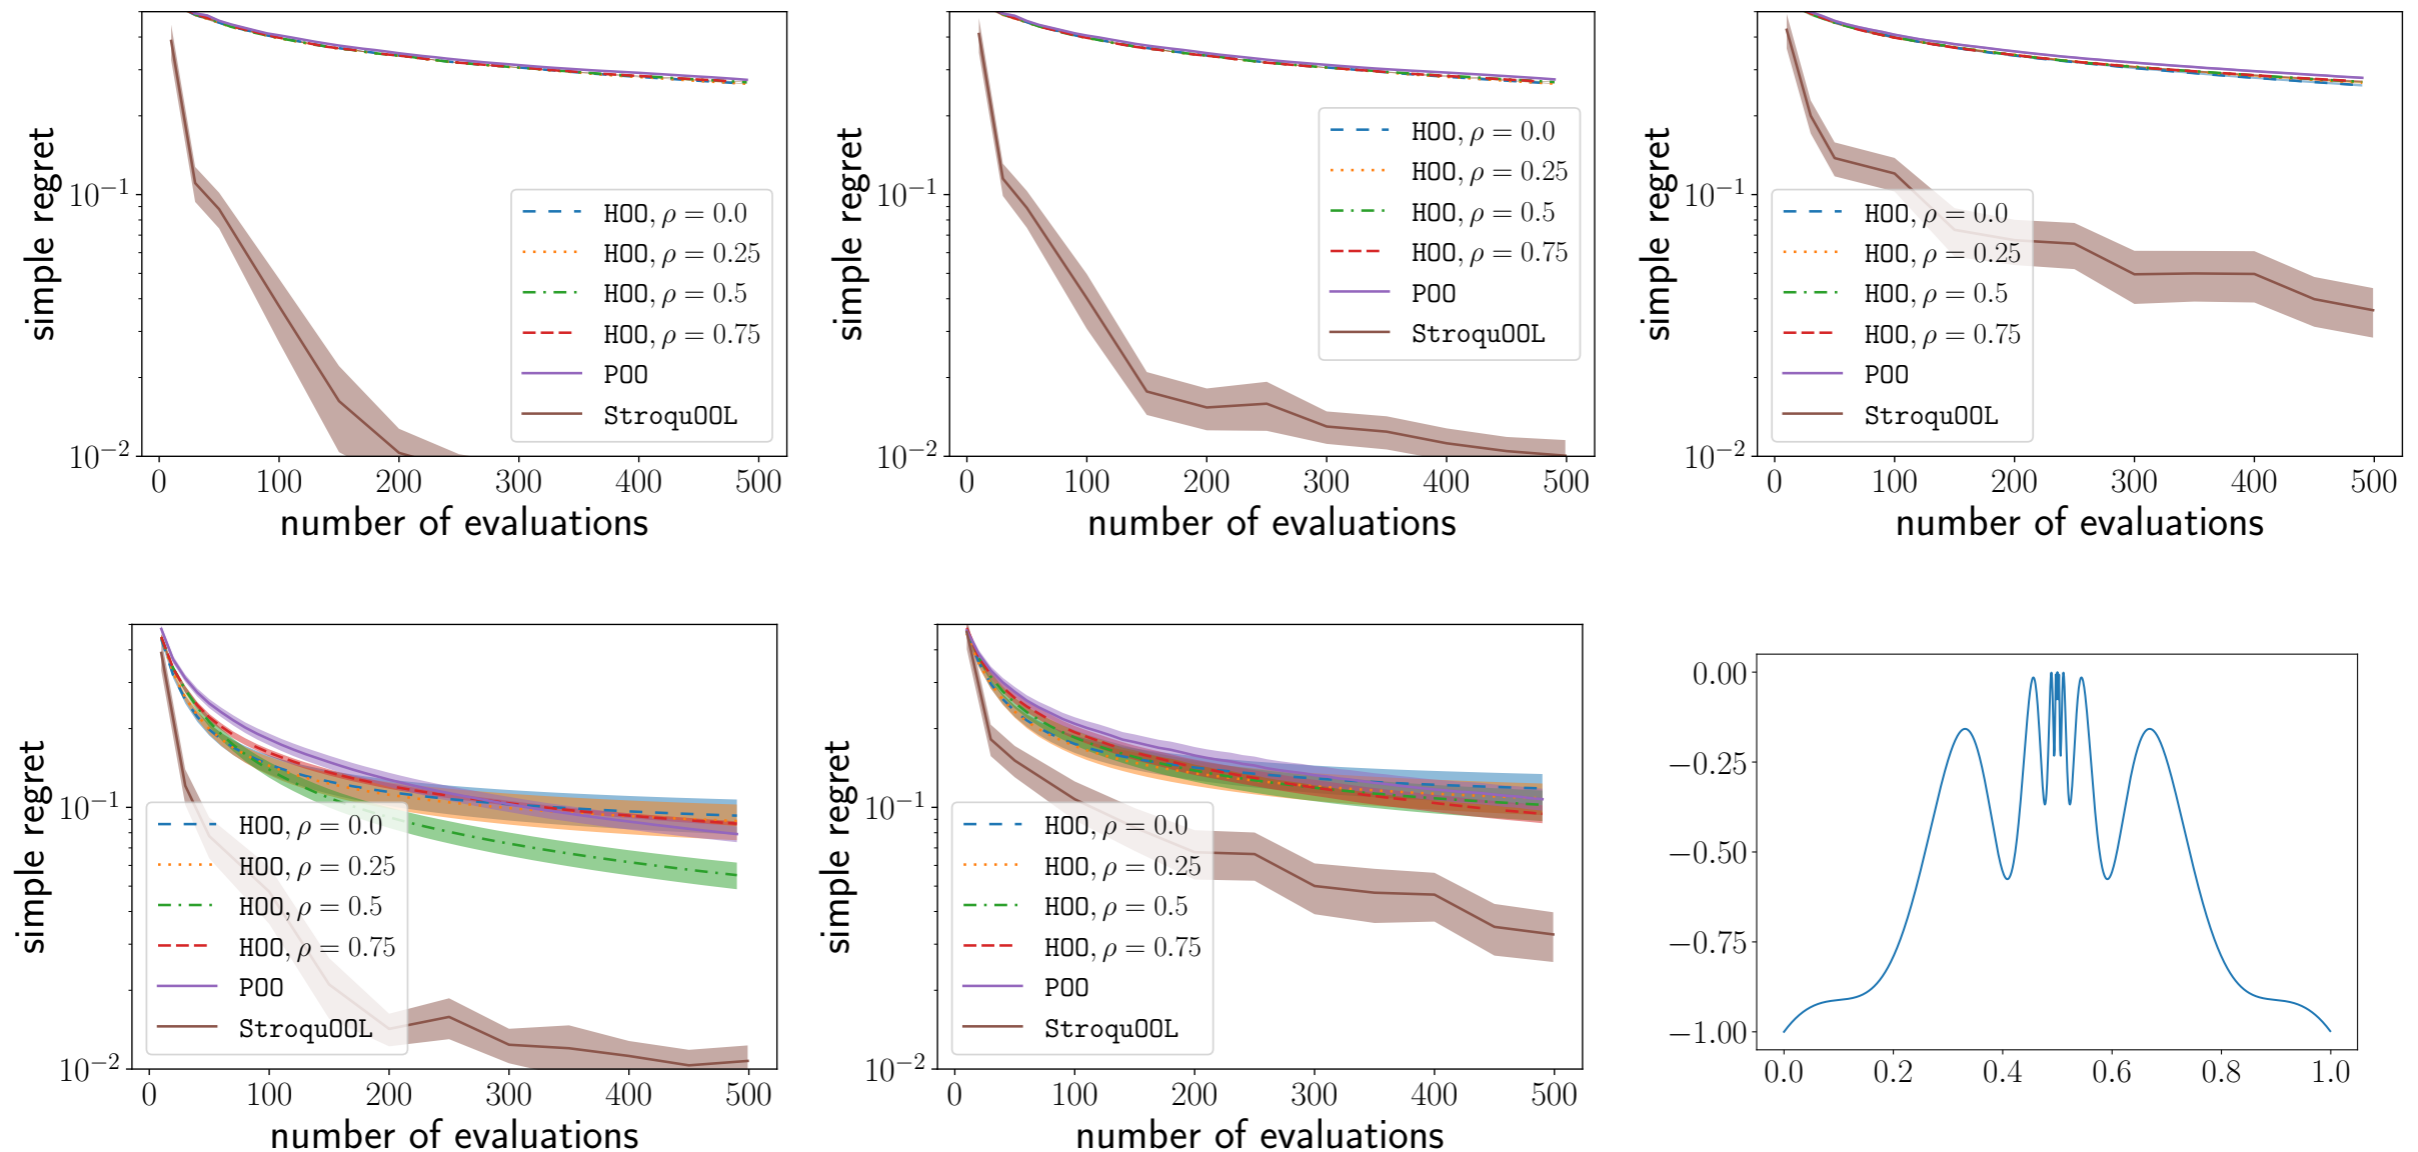 simple regret
10⁻¹
10⁻²
0 100 200 300 400 500
number of evaluations
HOO, ρ = 0.0
HOO, ρ = 0.25
HOO, ρ = 0.5
HOO, ρ = 0.75
POO
StroquOOL
simple regret
10⁻¹
10⁻²
0 100 200 300 400 500
number of evaluations
HOO, ρ = 0.0
HOO, ρ = 0.25
HOO, ρ = 0.5
HOO, ρ = 0.75
POO
StroquOOL
simple regret
10⁻¹
10⁻²
0 100 200 300 400 500
number of evaluations
HOO, ρ = 0.0
HOO, ρ = 0.25
HOO, ρ = 0.5
HOO, ρ = 0.75
POO
StroquOOL
simple regret
10⁻¹
10⁻²
0 100 200 300 400 500
number of evaluations
HOO, ρ = 0.0
HOO, ρ = 0.25
HOO, ρ = 0.5
HOO, ρ = 0.75
POO
StroquOOL
simple regret
10⁻¹
10⁻²
0 100 200 300 400 500
number of evaluations
HOO, ρ = 0.0
HOO, ρ = 0.25
HOO, ρ = 0.5
HOO, ρ = 0.75
POO
StroquOOL
0.00
−0.25
−0.50
−0.75
−1.00
0.0 0.2 0.4 0.6 0.8 1.0